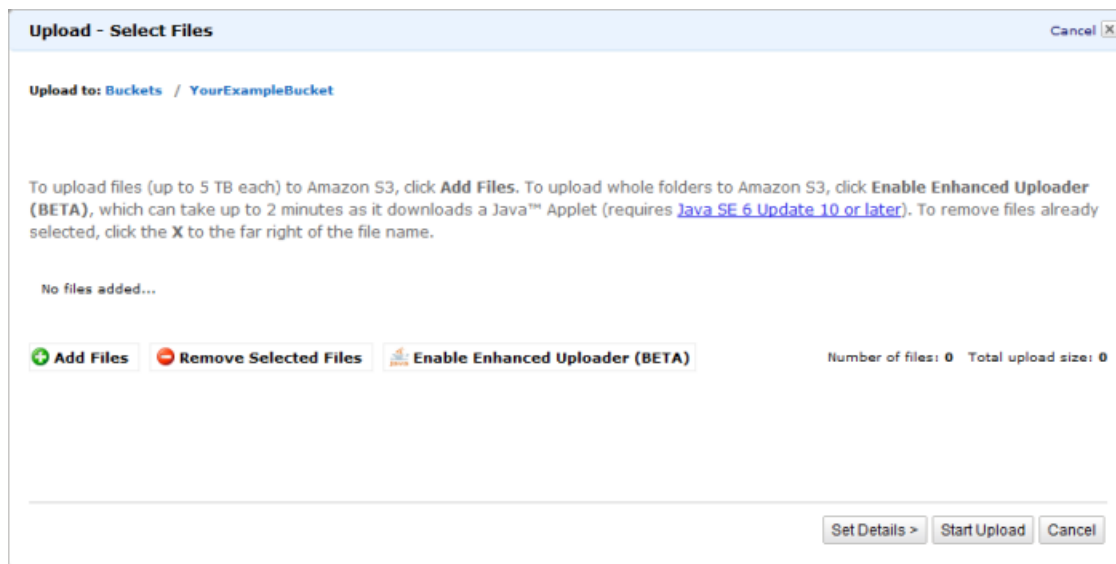 Upload - Select Files
Cancel
Upload to: Buckets / YourExampleBucket
To upload files (up to 5 TB each) to Amazon S3, click Add Files. To upload whole folders to Amazon S3, click Enable Enhanced Uploader
(BETA), which can take up to 2 minutes as it downloads a Java™ Applet (requires Java SE 6 Update 10 or later). To remove files already
selected, click the X to the far right of the file name.
No files added...
Add Files Remove Selected Files Enable Enhanced Uploader (BETA) Number of files: 0 Total upload size: 0
Set Details > Start Upload Cancel